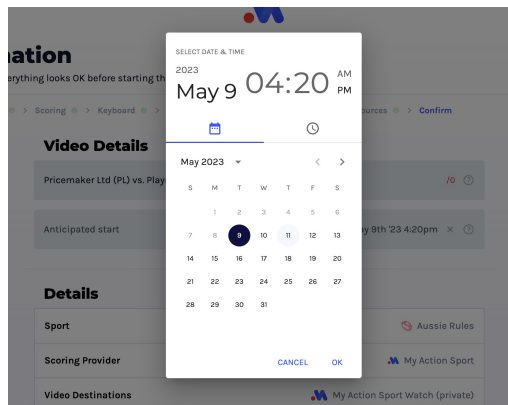 nation
erything looks OK before starting th
Scoring > Keyboard >
ources > Confirm
Video Details
Pricemaker Ltd (PL) vs. Play
/0
Anticipated start
ay 9th '23 4:20pm
SELECT DATE & TIME
2023
May 9
04:20
AM
PM
May 2023
S M T W T F S
1 2 3 4 5 6
7 8 9 10 11 12 13
14 15 16 17 18 19 20
21 22 23 24 25 26 27
28 29 30 31
CANCEL OK
Details
Sport Aussie Rules
Scoring Provider My Action Sport
Video Destinations My Action Sport Watch (private)